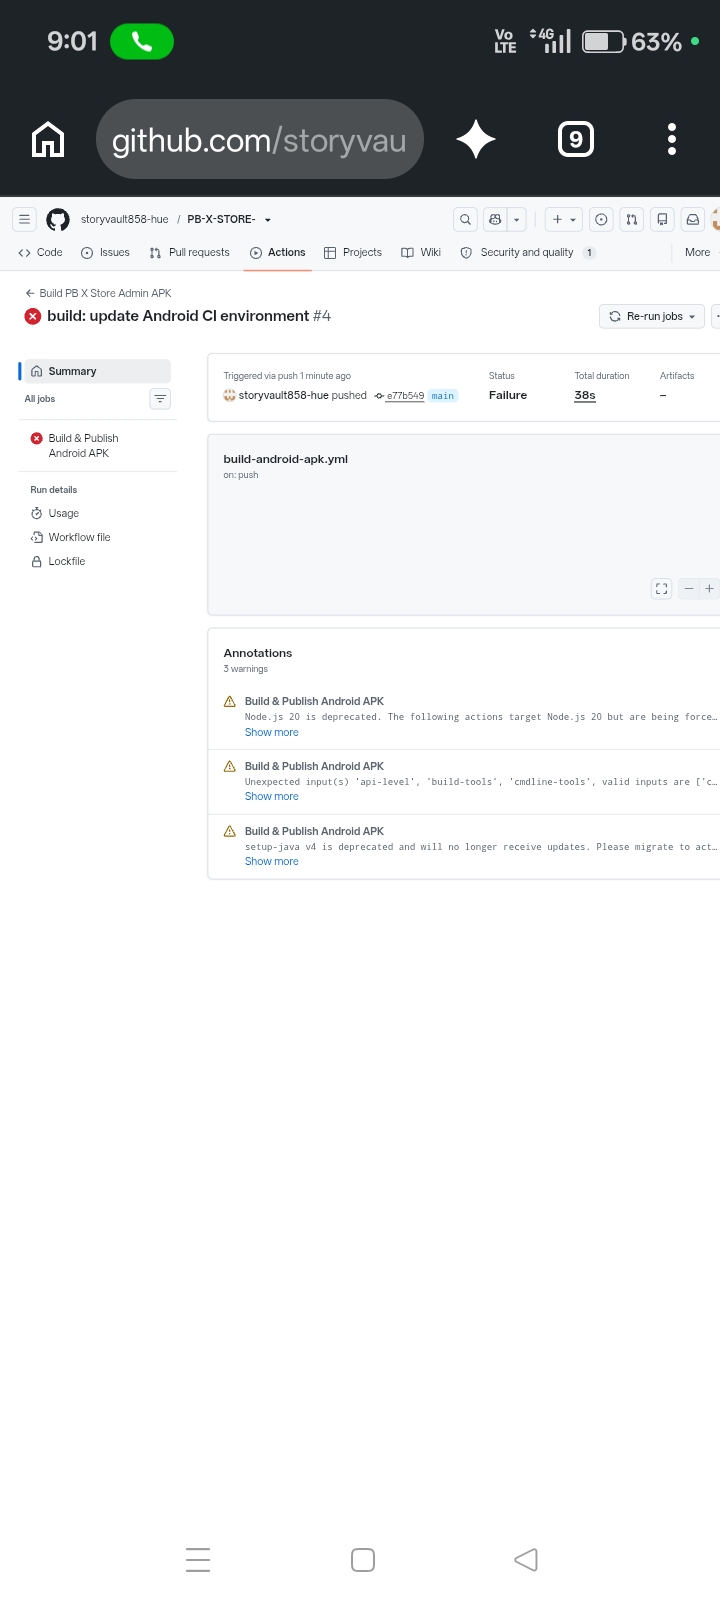 9:01
Vo LTE 4G 63%
github.com/storyvau
9
storyvault858-hue / PB-X-STORE-
Code Issues Pull requests Actions Projects Wiki Security and quality 1 More
Build PB X Store Admin APK
build: update Android CI environment #4
Re-run jobs
Summary
All jobs
Build & Publish
Android APK
Run details
Usage
Workflow file
Lockfile
Triggered via push 1 minute ago
storyvault858-hue pushed e77b549 main
Status
Failure
Total duration
38s
Artifacts
–
build-android-apk.yml
on: push
Annotations
3 warnings
Build & Publish Android APK
Node.js 20 is deprecated. The following actions target Node.js 20 but are being force…
Show more
Build & Publish Android APK
Unexpected input(s) 'api-level', 'build-tools', 'cmdline-tools', valid inputs are ['c…
Show more
Build & Publish Android APK
setup-java v4 is deprecated and will no longer receive updates. Please migrate to act…
Show more